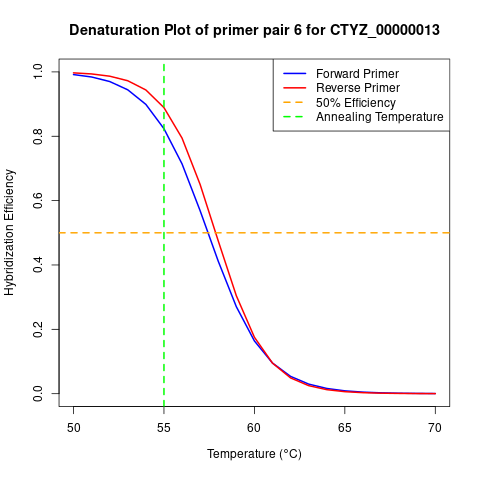 Denaturation Plot of primer pair 6 for CTYZ_00000013
Forward Primer
Reverse Primer
50% Efficiency
Annealing Temperature
Hybridization Efficiency
1.0
0.8
0.6
0.4
0.2
0.0
50 55 60 65 70
Temperature (°C)